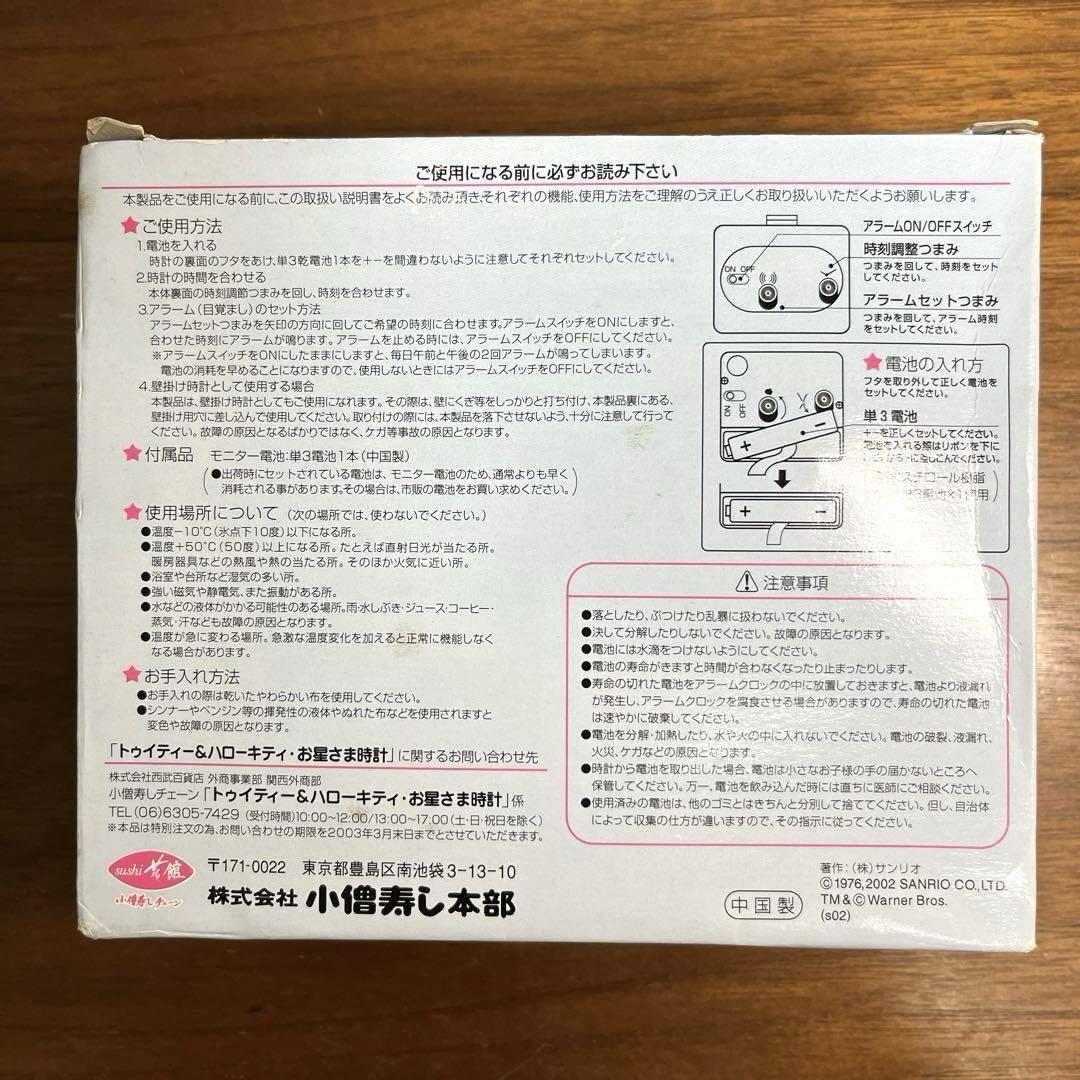 ご使用になる前に必ずお読み下さい
本製品をご使用になる前に、この取扱い説明書をよくお読み頂き、それぞれの機能、使用方法をご理解のうえ正しくお取り扱いいただくようお願いします。
★ご使用方法
1.電池を入れる
時計の裏面のフタをあけ、単3乾電池1本を+−を間違わないように注意してそれぞれセットしてください。
2.時計の時間を合わせる
本体裏面の時刻調節つまみを回し、時刻を合わせます。
3.アラーム(目覚まし)のセット方法
アラームセットつまみを矢印の方向に回してご希望の時刻に合わせます。アラームスイッチをONにしますと、
合わせた時刻にアラームが鳴ります。アラームを止める時には、アラームスイッチをOFFにしてください。
※アラームスイッチをONにしたままにしますと、毎日午前と午後の2回アラームが鳴ってしまいます。
電池の消耗を早めることになりますので、使用しないときにはアラームスイッチをOFFにしてください。
4.壁掛け時計として使用する場合
本製品は、壁掛け時計としてもご使用になれます。その際は、壁にくぎ等をしっかりと打ち付け、本製品裏にある、
壁掛け用穴に差し込んで使用してください。取り付けの際には、本製品を落下させないよう、十分に注意して行って
ください。故障の原因となるばかりではなく、ケガ等事故の原因となります。
★付属品 モニター電池:単3電池1本(中国製)
(●出荷時にセットされている電池は、モニター電池のため、通常よりも早く
消耗される事があります。その場合は、市販の電池をお買い求めください。)
★使用場所について (次の場所では、使わないでください。)
●温度−10℃(氷点下10度)以下になる所。
●温度+50℃(50度)以上になる所。たとえば直射日光が当たる所。
暖房器具などの熱風や熱の当たる所。そのほか火気に近い所。
●浴室や台所など湿気の多い所。
●強い磁気や静電気、また振動がある所。
●水などの液体がかかる可能性のある場所。雨・水しぶき・ジュース・コーヒー・
蒸気・汗なども故障の原因となります。
●温度が急に変わる場所。急激な温度変化を加えると正常に機能しなく
なる場合があります。
★お手入れ方法
●お手入れの際は乾いたやわらかい布を使用してください。
●シンナーやベンジン等の揮発性の液体やぬれた布などを使用されますと
変色や故障の原因となります。
「トゥイティー&ハローキティ・お星さま時計」に関するお問い合わせ先
株式会社西武百貨店 外商事業部 関西外商部
小僧寿しチェーン「トゥイティー&ハローキティ・お星さま時計」係
TEL(06)6305-7429 (受付時間)10:00~12:00/13:00~17:00(土・日・祝日を除く)
※本品は特別注文の為、お問い合わせの期限を2003年3月末日までとさせていただきます。
sushi 花館
小僧寿しチェーン
〒171-0022 東京都豊島区南池袋3-13-10
株式会社 小僧寿し本部
アラームON/OFFスイッチ
時刻調整つまみ
つまみを回して、時刻をセット
してください。
アラームセットつまみ
つまみを回して、アラーム時刻
をセットしてください。
ON OFF
★電池の入れ方
フタを取り外して正しく電池を
セットしてください。
単3電池
+−を正しくセットしてください。
電池を入れる際はリボンを下に
スチロール樹脂
ON OFF
+ −
+ −
⚠ 注意事項
●落としたり、ぶつけたり乱暴に扱わないでください。
●決して分解したりしないでください。故障の原因となります。
●電池には水滴をつけないようにしてください。
●電池の寿命がきますと時間が合わなくなったり止まったりします。
●寿命の切れた電池をアラームクロックの中に放置しておきますと、電池より液漏れ
が発生し、アラームクロックを腐食させる場合がありますので、寿命の切れた電池
は速やかに破棄してください。
●電池を分解・加熱したり、水や火の中に入れないでください。電池の破裂、液漏れ、
火災、ケガなどの原因となります。
●時計から電池を取り出した場合、電池は小さなお子様の手の届かないところへ
保管してください。万一、電池を飲み込んだ時には直ちに医師にご相談ください。
●使用済みの電池は、他のゴミとはきちんと分別して捨ててください。但し、自治体
によって収集の仕方が違いますので、その指示に従ってください。
中国製
著作:(株)サンリオ
©1976,2002 SANRIO CO.,LTD.
TM&©Warner Bros.
(s02)